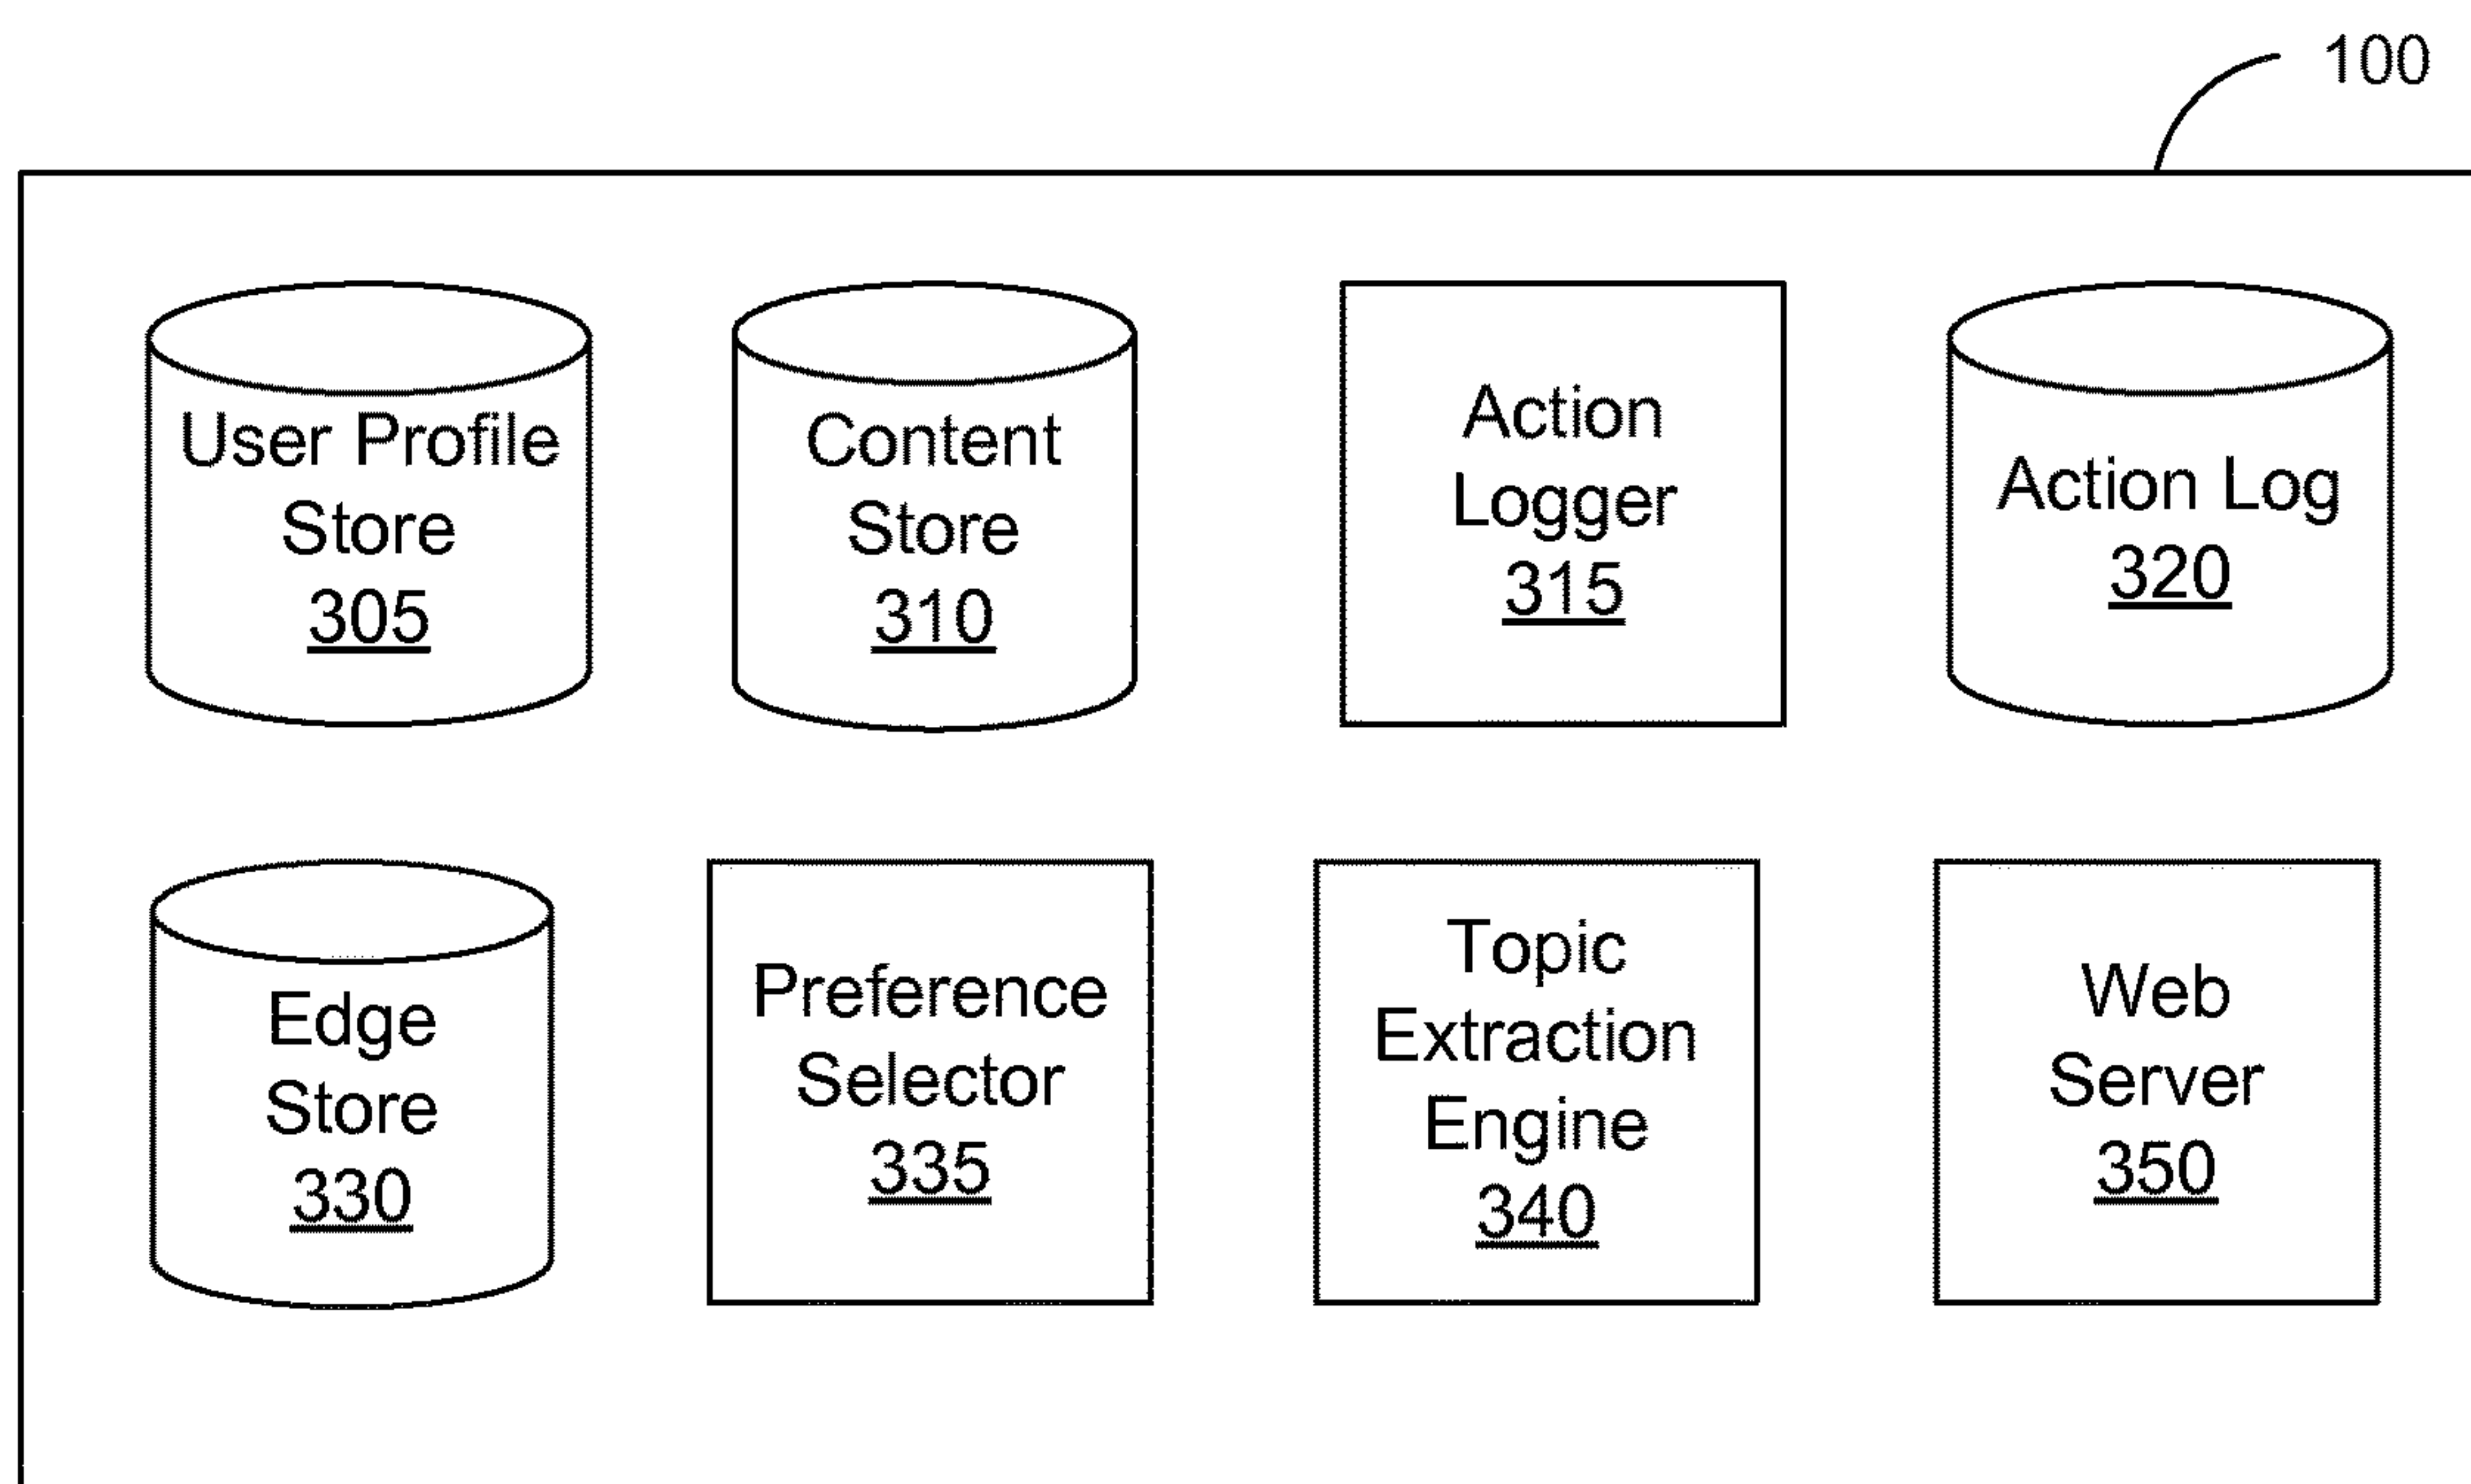 100
User Profile
Store
305
Content
Store
310
Action
Logger
315
Action Log
320
Edge
Store
330
Preference
Selector
335
Topic
Extraction
Engine
340
Web
Server
350